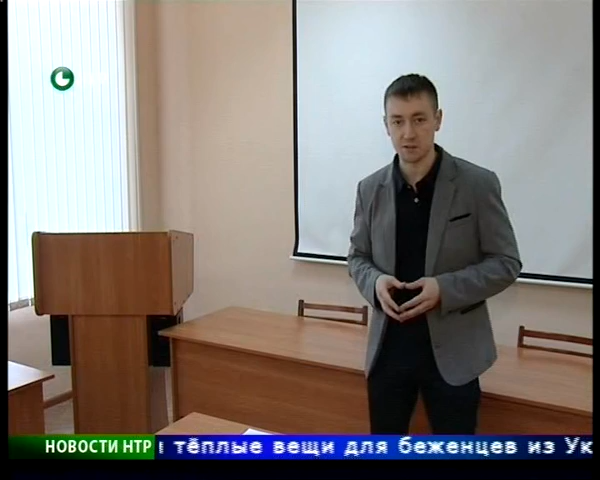 НОВОСТИ НТР
тёплые вещи для беженцев из Ук